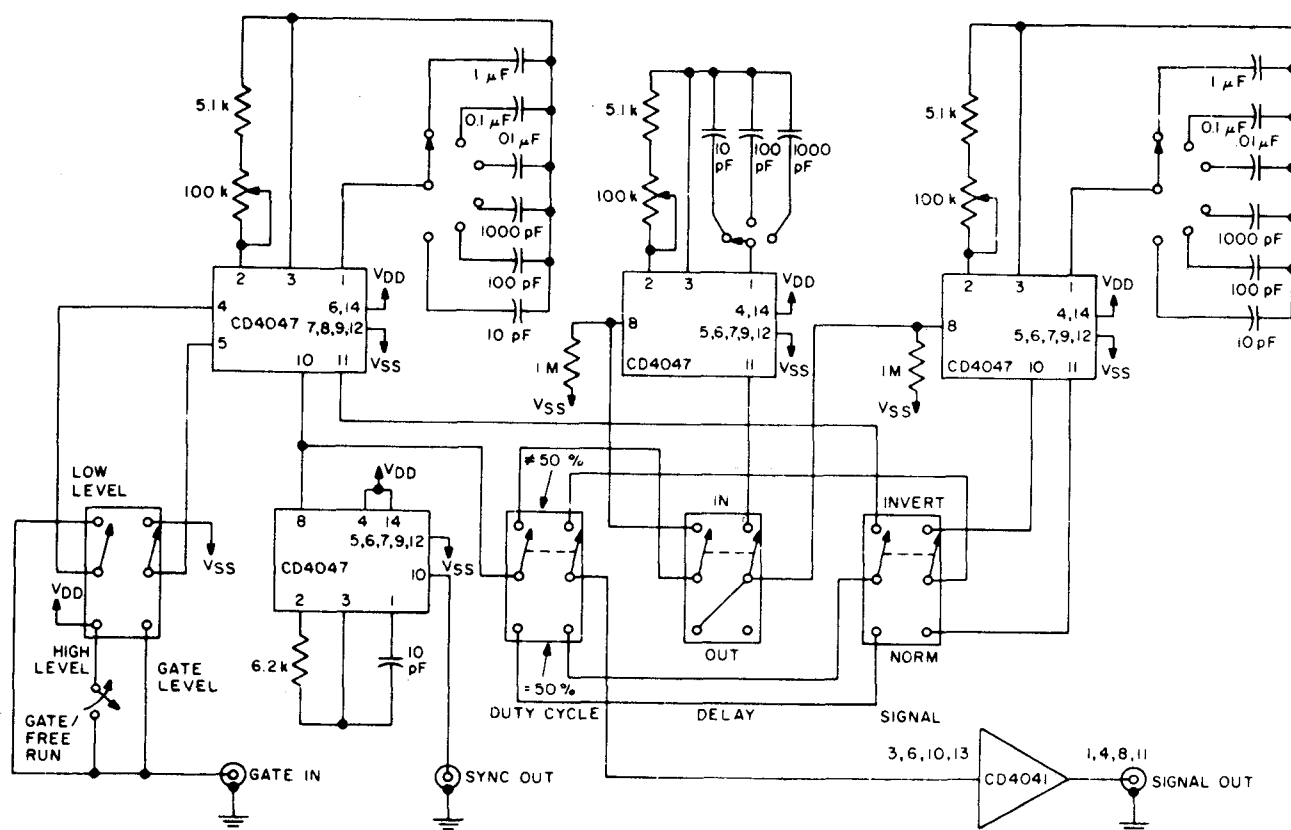 5.1 k
100 k
1 µF
0.1 µF
.01 µF
1000 pF
100 pF
10 pF
2
3
1
4
5
CD4047
6,14
7,8,9,12
10
11
VDD
VSS
5.1 k
100 k
10 pF
100 pF
1000 pF
2
3
1
8
CD4047
4,14
5,6,7,9,12
11
VDD
VSS
1 M
VSS
5.1 k
100 k
1 µF
0.1 µF
.01 µF
1000 pF
100 pF
10 pF
2
3
1
8
CD4047
4,14
5,6,7,9,12
10
11
VDD
VSS
1 M
VSS
LOW LEVEL
VSS
VDD
HIGH LEVEL
GATE LEVEL
GATE/ FREE RUN
GATE IN
VDD
8
4
14
5,6,7,9,12
CD4047
10
VSS
2
3
1
6.2 k
10 pF
SYNC OUT
≠ 50 %
= 50 %
DUTY CYCLE
IN
OUT
DELAY
INVERT
NORM
SIGNAL
3, 6, 10, 13
CD4041
1, 4, 8, 11
SIGNAL OUT